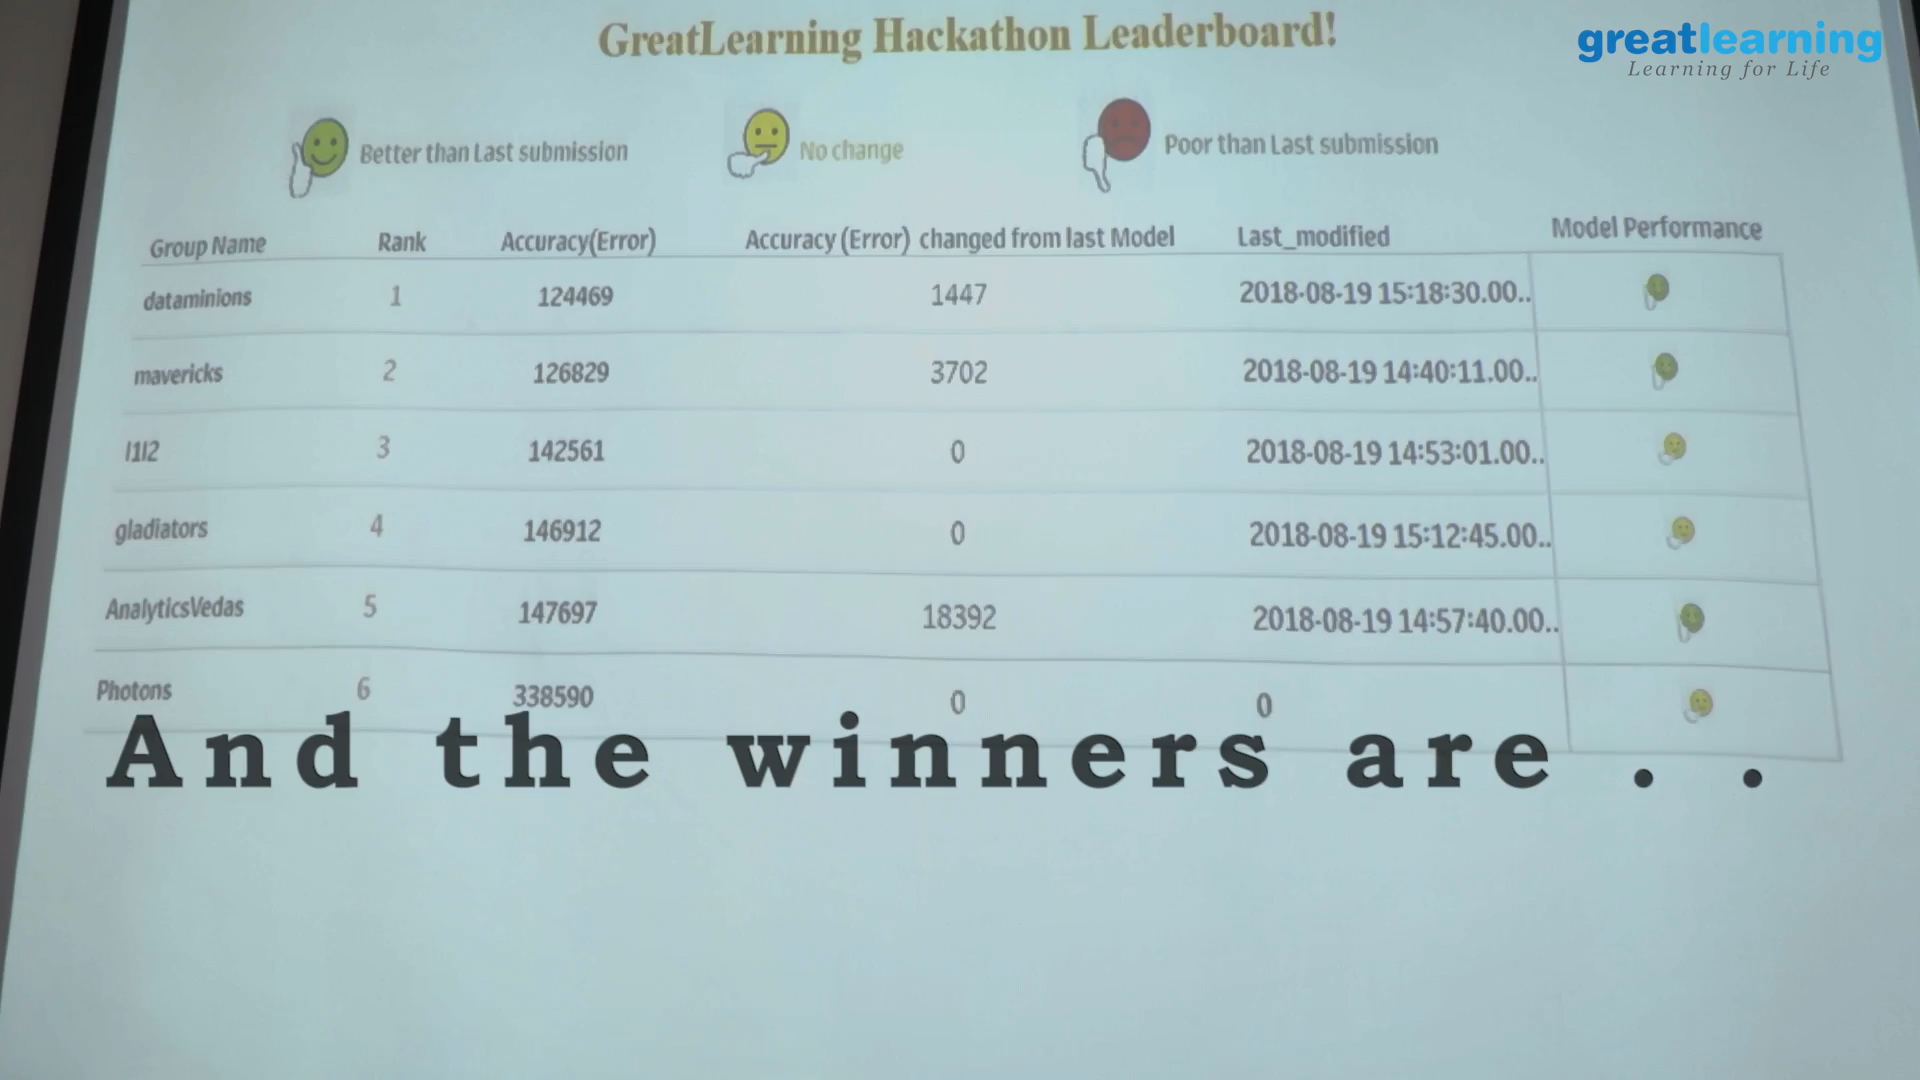 GreatLearning Hackathon Leaderboard!
greatlearning
Learning for Life
Better than Last submission No change Poor than Last submission
Group Name Rank Accuracy(Error) Accuracy (Error) changed from last Model Last_modified Model Performance
dataminions 1 124469 1447 2018-08-19 15:18:30.00..
mavericks 2 126829 3702 2018-08-19 14:40:11.00..
l1l2 3 142561 0 2018-08-19 14:53:01.00..
gladiators 4 146912 0 2018-08-19 15:12:45.00..
AnalyticsVedas 5 147697 18392 2018-08-19 14:57:40.00..
Photons 6 338590 0 0
And the winners are . .